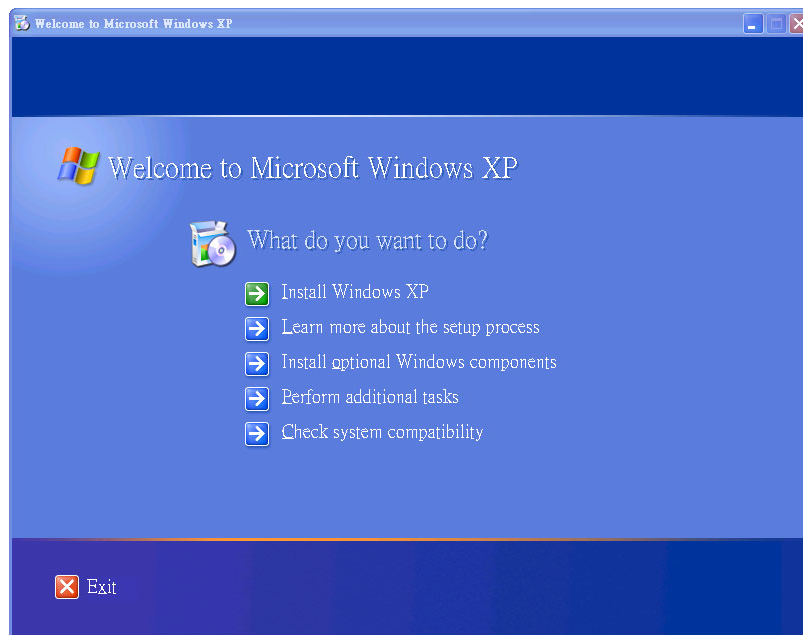 Welcome to Microsoft Windows XP
Welcome to Microsoft Windows XP
What do you want to do?
Install Windows XP
Learn more about the setup process
Install optional Windows components
Perform additional tasks
Check system compatibility
Exit